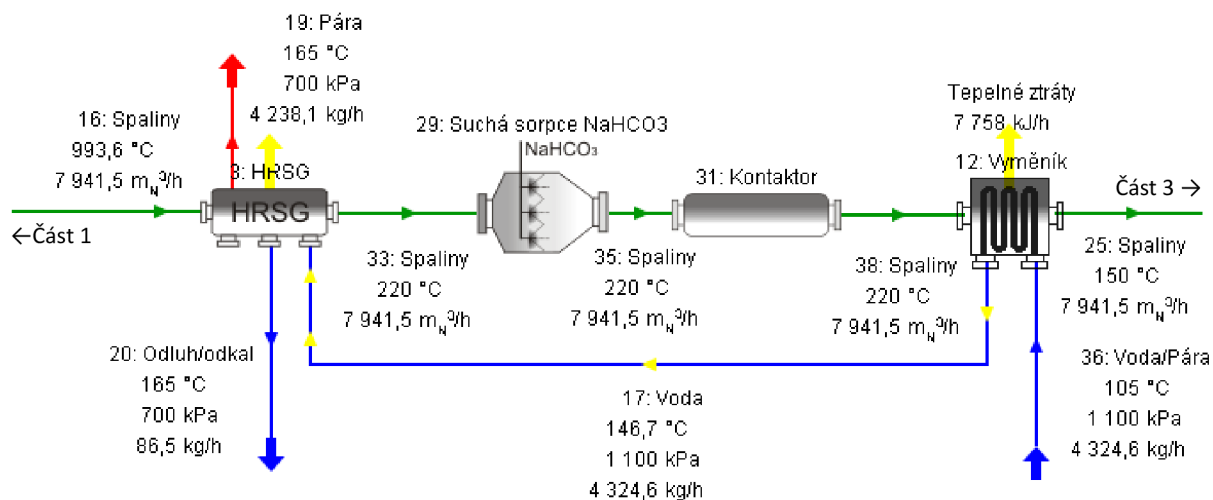 19: Pára
165 °C
700 kPa
4 238,1 kg/h
16: Spaliny
993,6 °C
7 941,5 m_N³/h
3: HRSG
HRSG
←Část 1
29: Suchá sorpce NaHCO3
NaHCO₃
31: Kontaktor
Tepelné ztráty
7 758 kJ/h
12: Vyměník
Část 3 →
33: Spaliny
220 °C
7 941,5 m_N³/h
35: Spaliny
220 °C
7 941,5 m_N³/h
38: Spaliny
220 °C
7 941,5 m_N³/h
25: Spaliny
150 °C
7 941,5 m_N³/h
20: Odluh/odkal
165 °C
700 kPa
86,5 kg/h
17: Voda
146,7 °C
1 100 kPa
4 324,6 kg/h
36: Voda/Pára
105 °C
1 100 kPa
4 324,6 kg/h